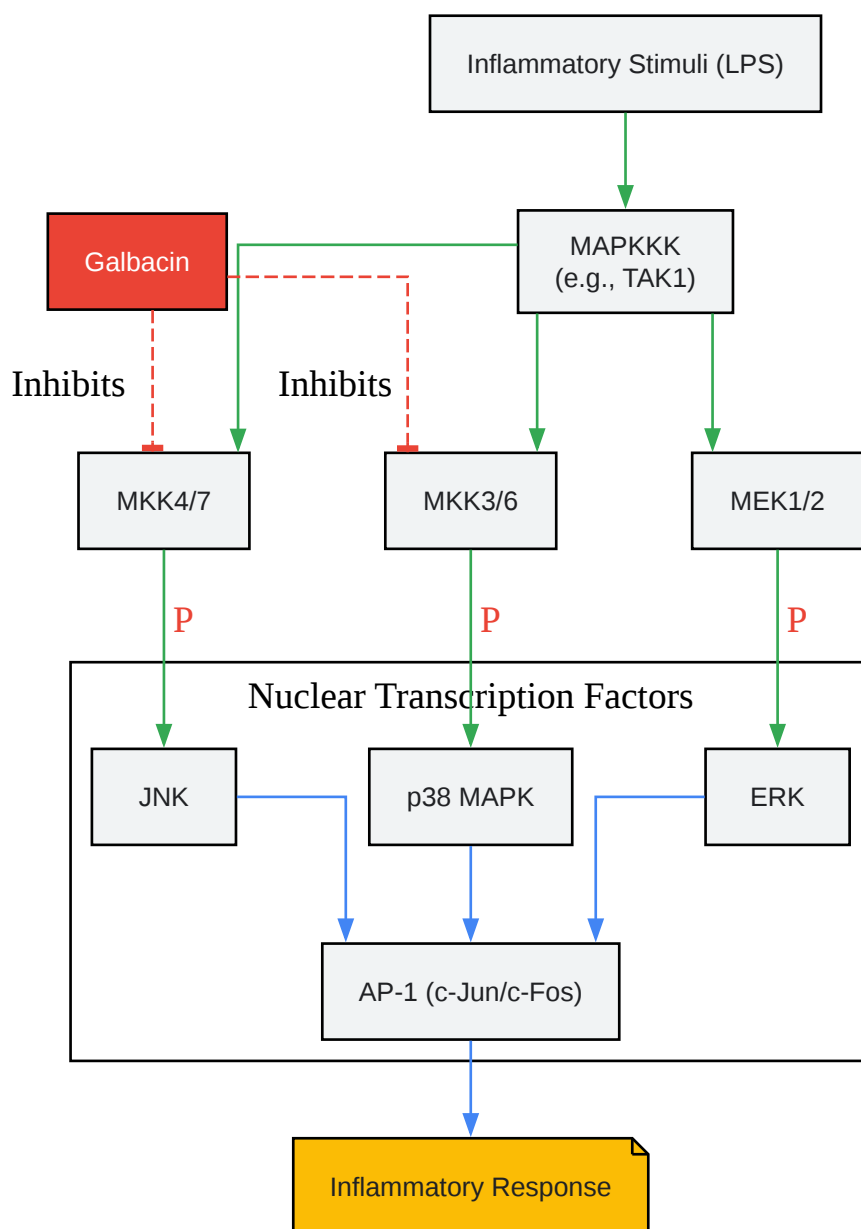 Inflammatory Stimuli (LPS)
Galbacin
MAPKKK
(e.g., TAK1)
Inhibits
Inhibits
MKK4/7
MKK3/6
MEK1/2
P
P
P
Nuclear Transcription Factors
JNK
p38 MAPK
ERK
AP-1 (c-Jun/c-Fos)
Inflammatory Response